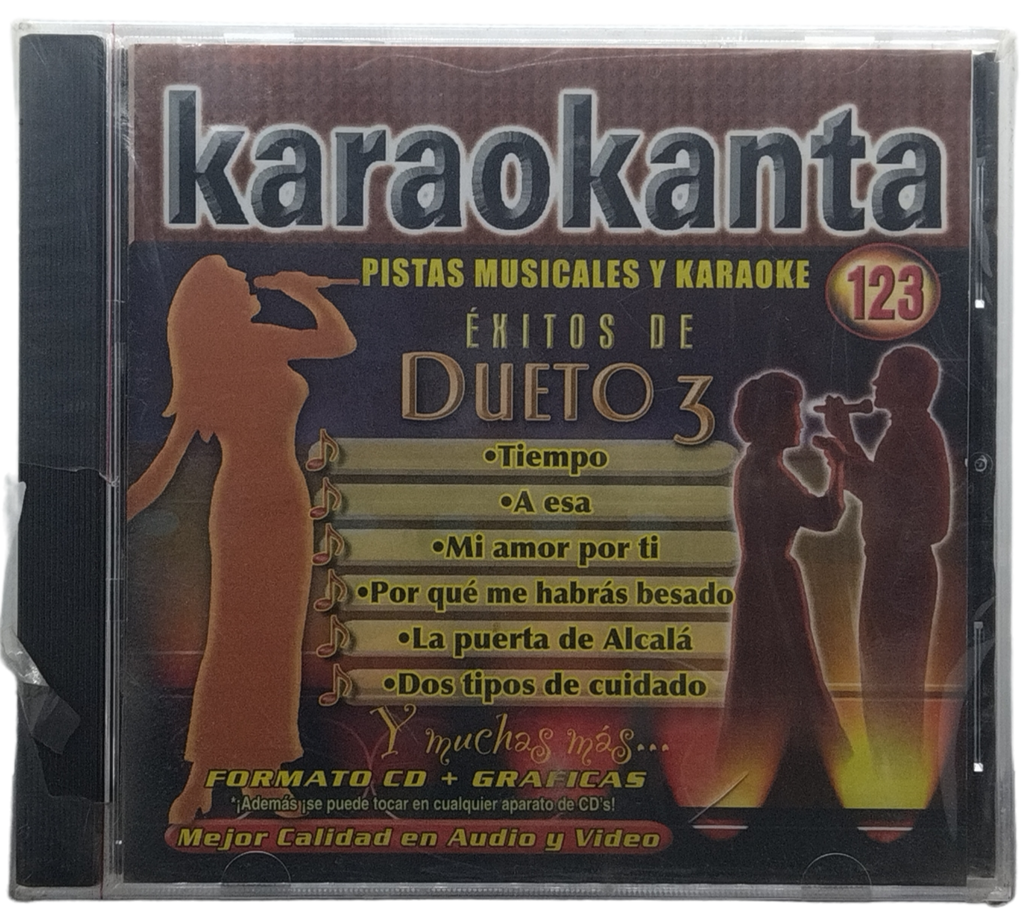 karaokanta
PISTAS MUSICALES Y KARAOKE
123
ÉXITOS DE
DUETO 3
•Tiempo
•A esa
•Mi amor por ti
•Por qué me habrás besado
•La puerta de Alcalá
•Dos tipos de cuidado
Y muchas más...
FORMATO CD + GRAFICAS
*¡Además ¡se puede tocar en cualquier aparato de CD's!
Mejor Calidad en Audio y Video